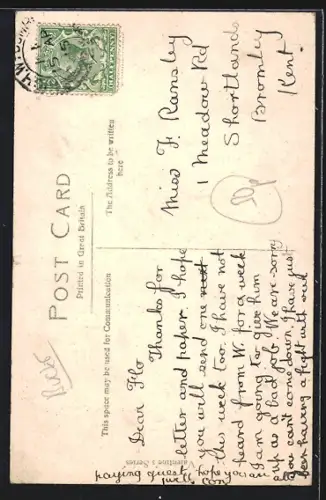 POST CARD
Printed in Great Britain
This space may be used for Communication
The Address to be written
here
Valentine's Series
Miss F. Ransley
1 Meadow Rd
Shortlands
Bromley
Kent.
Dear Flo
Thanks for
letter and paper. I hope
you will send one next
this week too. I have not
heard from W. for a week
I am going to give him
up as a bad job. We are sorry
you can't come down. I have just
been having a fight with our
paying guest, hope you are
well